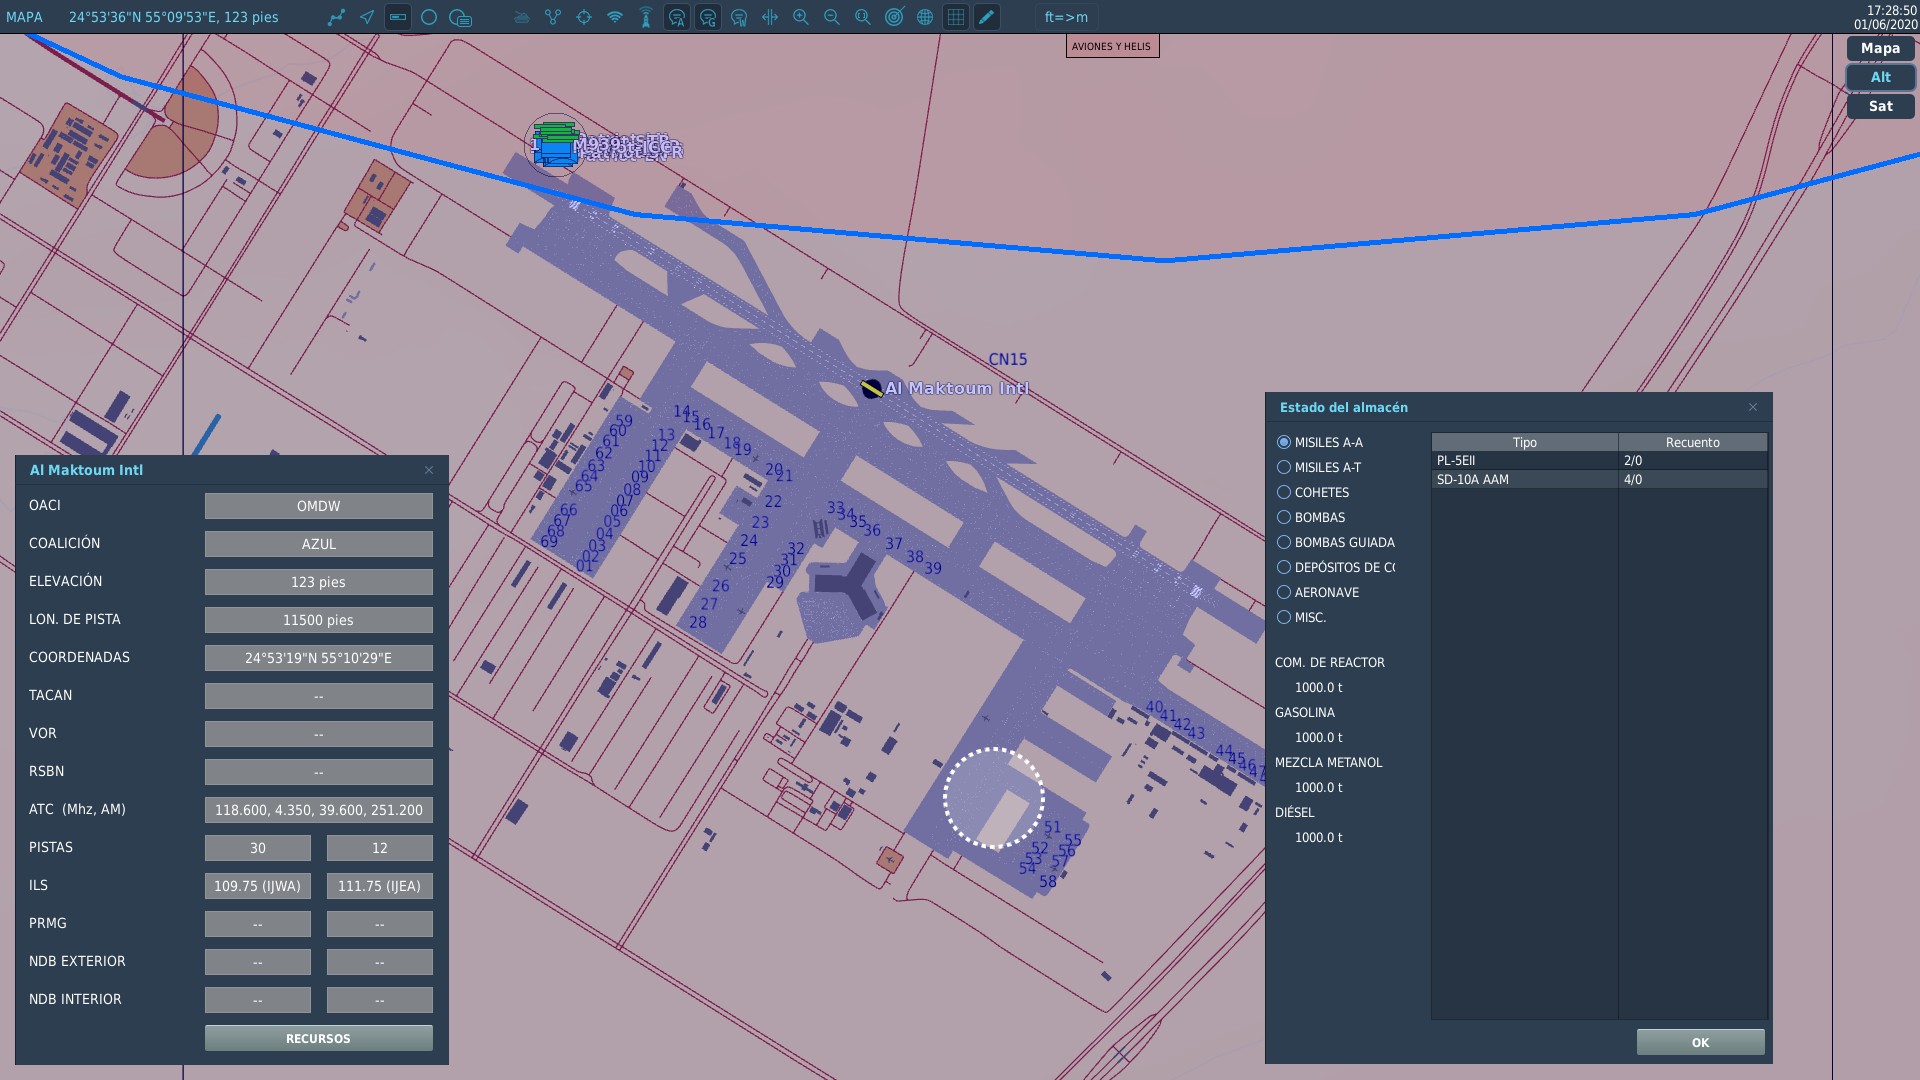 MAPA
24°53'36"N 55°09'53"E, 123 pies
ft=>m
17:28:50
01/06/2020
AVIONES Y HELIS
Mapa
Alt
Sat
CN15
Al Maktoum Intl
59
60
61
62
63
64
65
66
67
68
69
14
15
16
17
18
19
20
21
22
23
24
25
26
27
28
13
12
11
10
09
08
07
06
05
04
03
02
01
33
34
35
36
37
38
39
32
31
30
29
40
41
42
43
44
45
46
47
51
52
53
54
55
56
57
58
Al Maktoum Intl
OACI
OMDW
COALICIÓN
AZUL
ELEVACIÓN
123 pies
LON. DE PISTA
11500 pies
COORDENADAS
24°53'19"N 55°10'29"E
TACAN
--
VOR
--
RSBN
--
ATC (Mhz, AM)
118.600, 4.350, 39.600, 251.200
PISTAS
30
12
ILS
109.75 (IJWA)
111.75 (IJEA)
PRMG
--
--
NDB EXTERIOR
--
--
NDB INTERIOR
--
--
RECURSOS
Estado del almacén
MISILES A-A
MISILES A-T
COHETES
BOMBAS
BOMBAS GUIADA
DEPÓSITOS DE CO
AERONAVE
MISC.
COM. DE REACTOR
1000.0 t
GASOLINA
1000.0 t
MEZCLA METANOL
1000.0 t
DIÉSEL
1000.0 t
Tipo
Recuento
PL-5EII
2/0
SD-10A AAM
4/0
OK